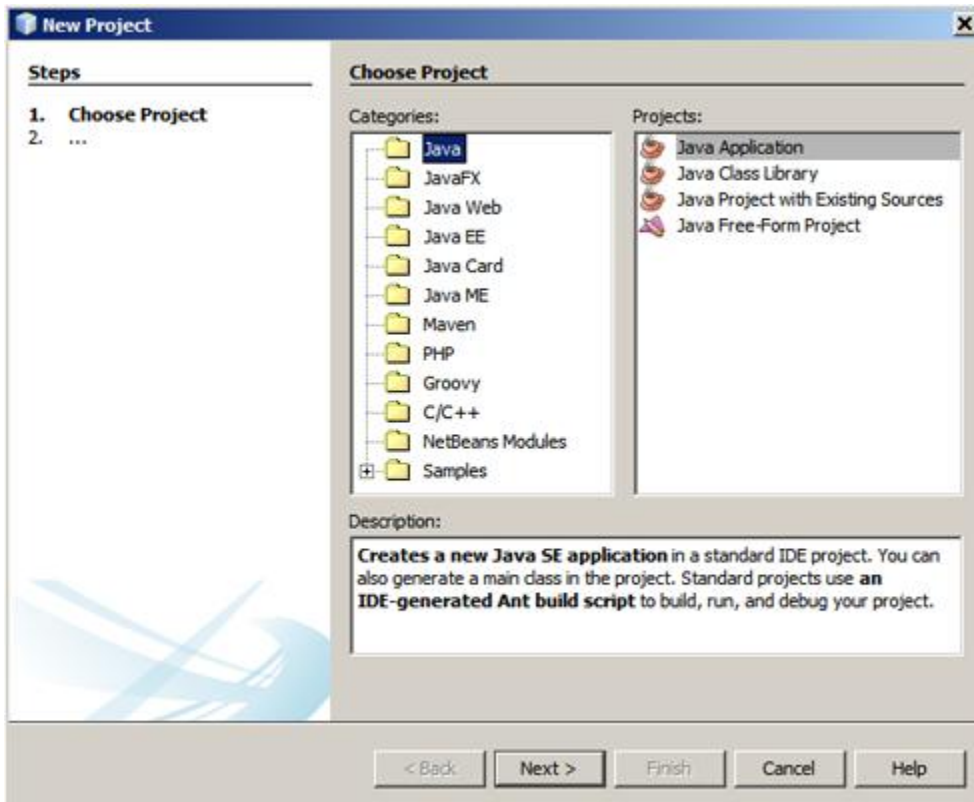 New Project
Steps
1. Choose Project
2. ...
Choose Project
Categories:
Java
JavaFX
Java Web
Java EE
Java Card
Java ME
Maven
PHP
Groovy
C/C++
NetBeans Modules
Samples
Projects:
Java Application
Java Class Library
Java Project with Existing Sources
Java Free-Form Project
Description:
Creates a new Java SE application in a standard IDE project. You can
also generate a main class in the project. Standard projects use an
IDE-generated Ant build script to build, run, and debug your project.
< Back
Next >
Finish
Cancel
Help